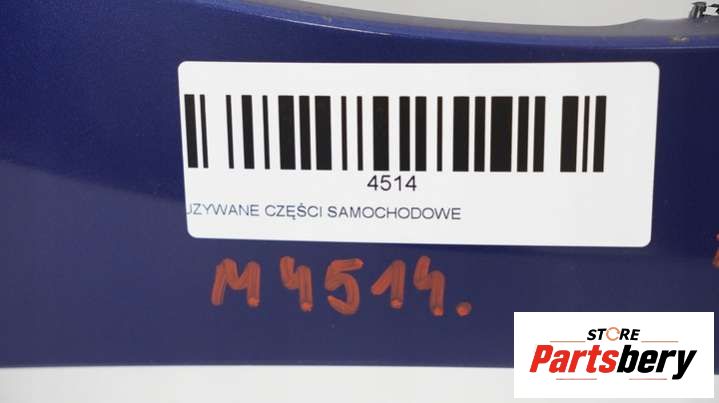 4514
UZYWANE CZĘŚCI SAMOCHODOWE
M4514.
STORE
Partsbery